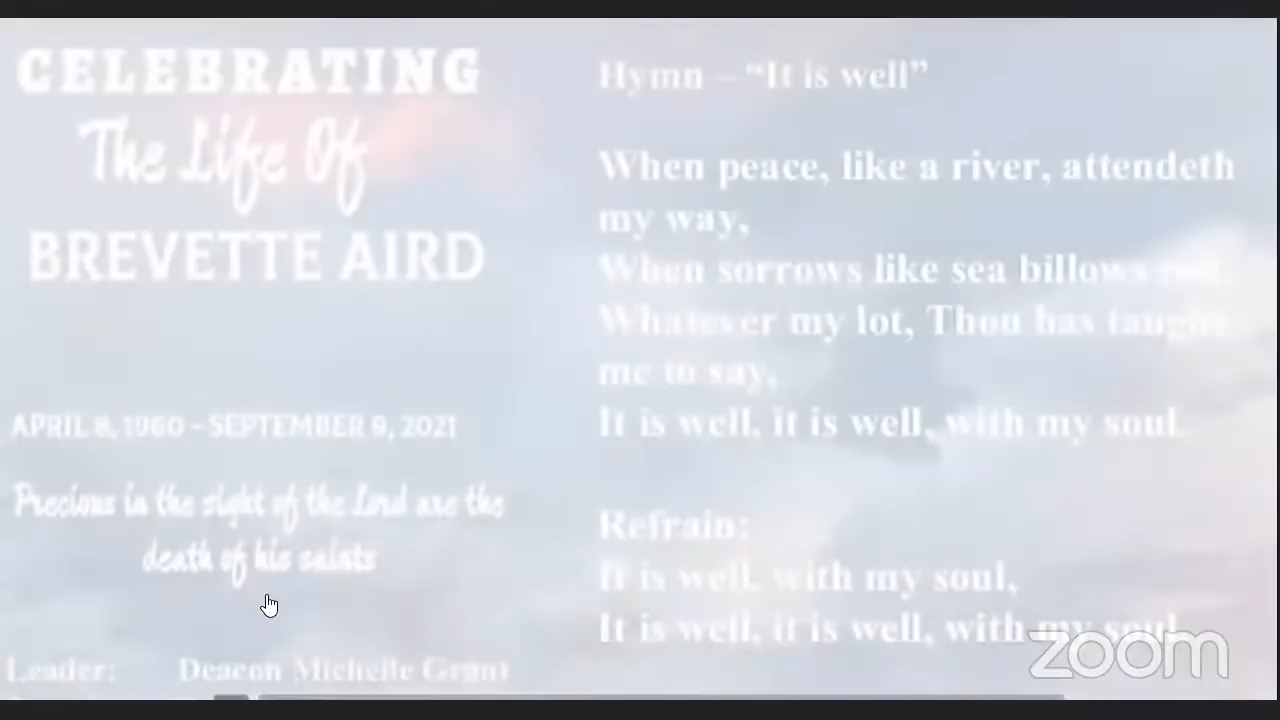 CELEBRATING
The Life Of
BREVETTE AIRD
APRIL 8, 1960 - SEPTEMBER 9, 2021
Precious in the sight of the Lord are the
death of his saints
Leader: Deacon Michelle Grant
Hymn – “It is well”
When peace, like a river, attendeth
my way,
When sorrows like sea billows roll,
Whatever my lot, Thou has taught
me to say,
It is well, it is well, with my soul.
Refrain:
It is well, with my soul,
It is well, it is well, with my soul.
zoom